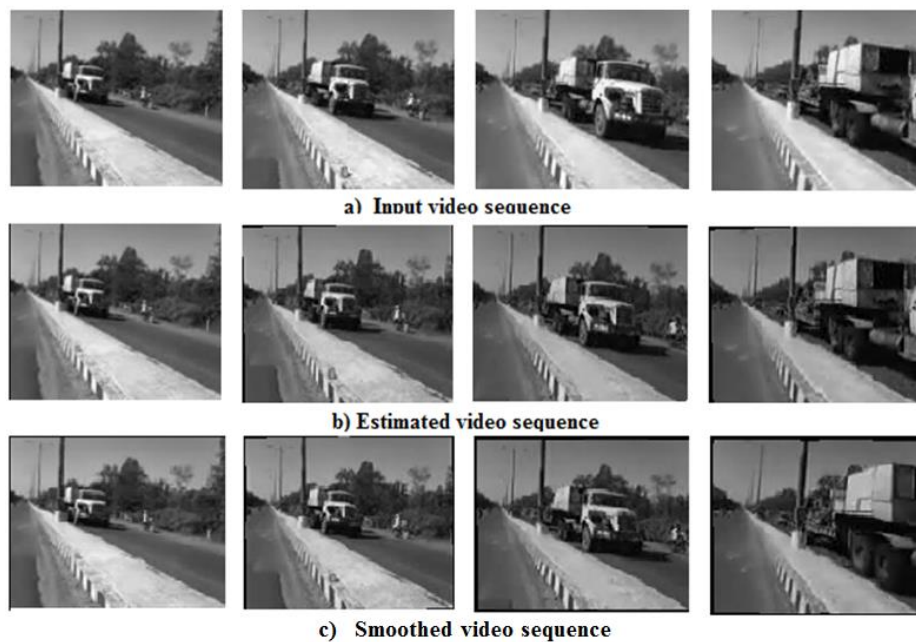 a) Input video sequence
b) Estimated video sequence
c) Smoothed video sequence